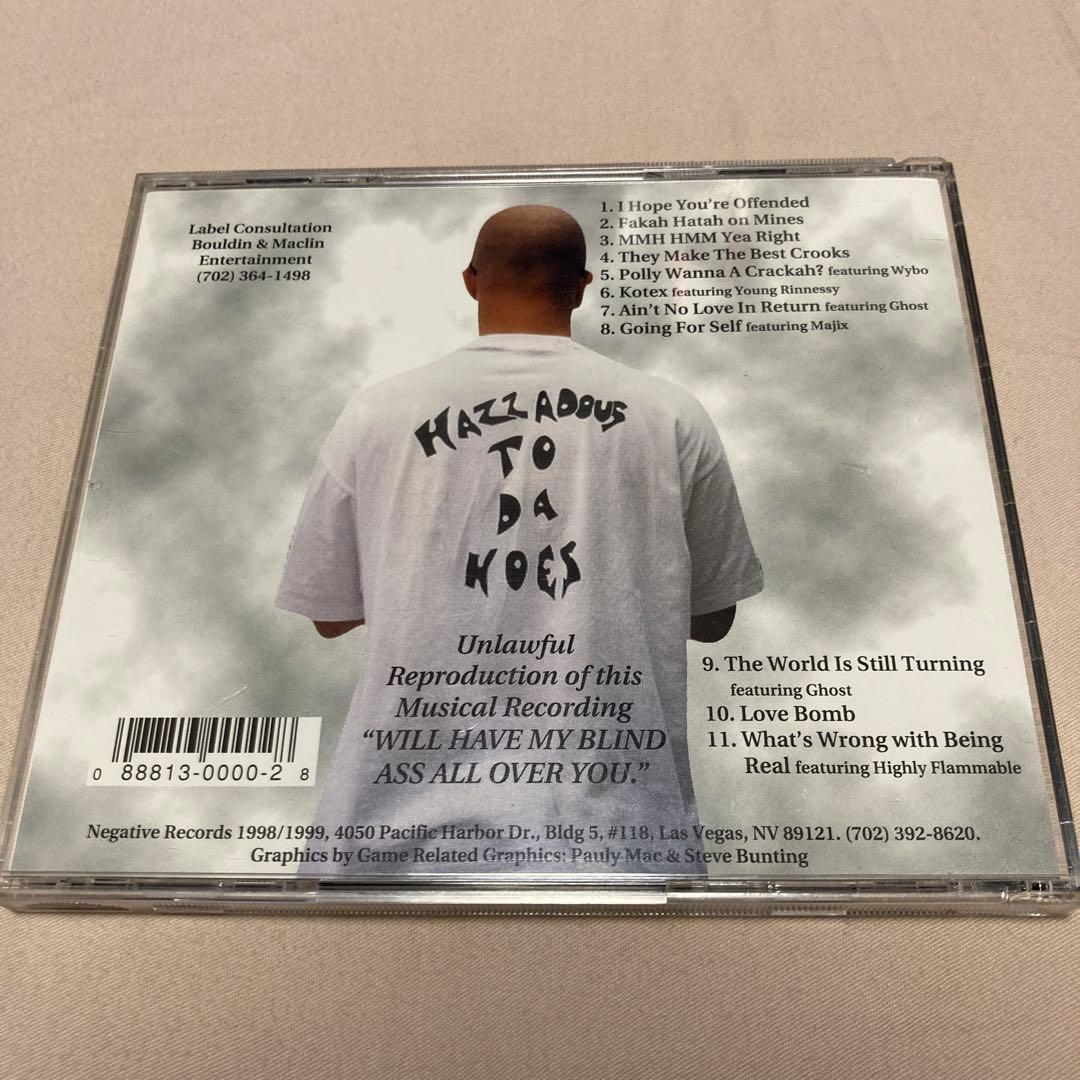 Label Consultation
Bouldin & Maclin
Entertainment
(702) 364-1498
1. I Hope You're Offended
2. Fakah Hatah on Mines
3. MMH HMM Yea Right
4. They Make The Best Crooks
5. Polly Wanna A Crackah? featuring Wybo
6. Kotex featuring Young Rinnessy
7. Ain't No Love In Return featuring Ghost
8. Going For Self featuring Majix
HAZZADOUS
TO
DA
HOES
Unlawful
Reproduction of this
Musical Recording
“WILL HAVE MY BLIND
ASS ALL OVER YOU.”
9. The World Is Still Turning
featuring Ghost
10. Love Bomb
11. What's Wrong with Being
Real featuring Highly Flammable
0 88813-0000-2 8
Negative Records 1998/1999, 4050 Pacific Harbor Dr., Bldg 5, #118, Las Vegas, NV 89121. (702) 392-8620.
Graphics by Game Related Graphics: Pauly Mac & Steve Bunting